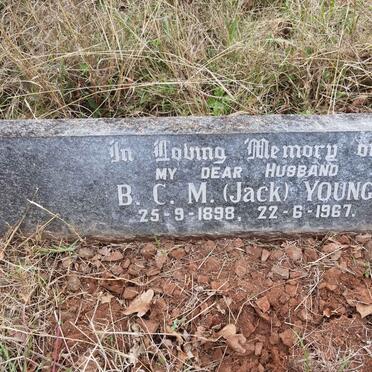 In Loving Memory of
MY DEAR HUSBAND
B. C. M. (Jack) YOUNG
25-9-1898, 22-6-1967.